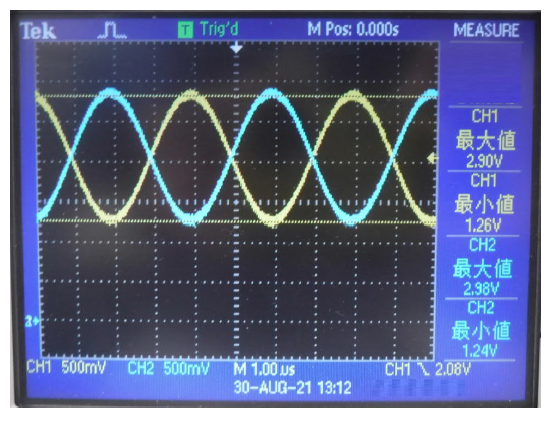 Tek Trig'd M Pos: 0.000s MEASURE
CH1
最大値
2.90V
CH1
最小値
1.26V
CH2
最大値
2.98V
CH2
最小値
1.24V
2
CH1 500mV CH2 500mV M 1.00us CH1 2.08V
30-AUG-21 13:12